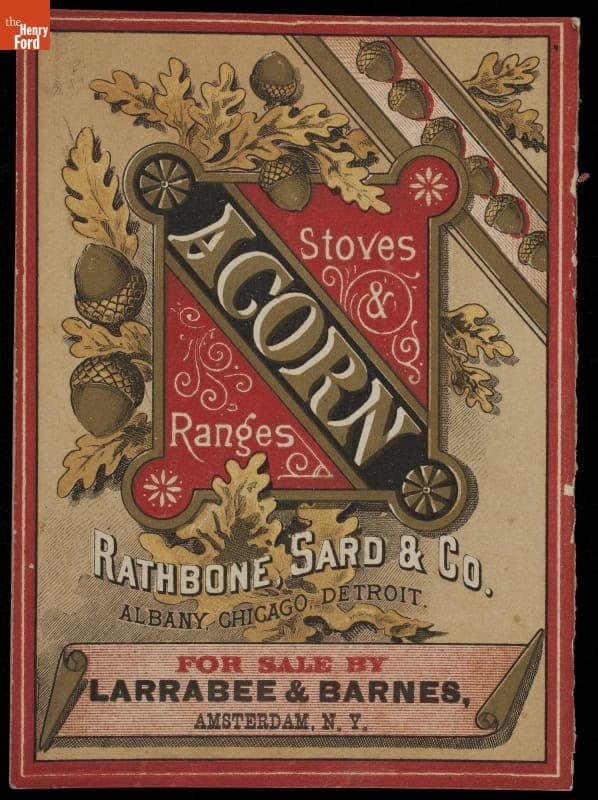 the
Henry
Ford
Stoves
&
ACORN
Ranges
RATHBONE, SARD & CO.
ALBANY, CHICAGO, DETROIT.
FOR SALE BY
LARRABEE & BARNES,
AMSTERDAM, N. Y.